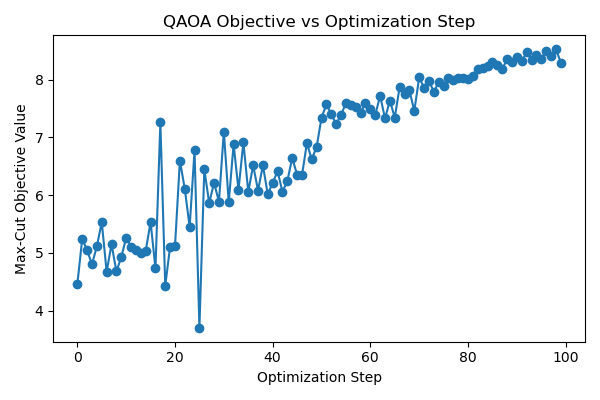 QAOA Objective vs Optimization Step
Max-Cut Objective Value
8
7
6
5
4
0 20 40 60 80 100
Optimization Step